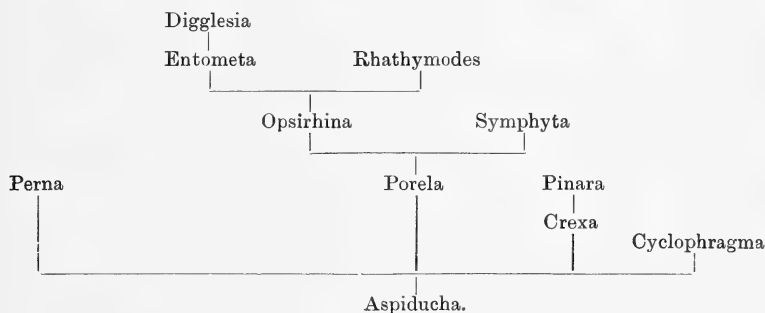 Digglesia
Entometa Rhathymodes
Opsirhina Symphyta
Perna Porela Pinara
Crexa
Cyclophragma
Aspiducha.